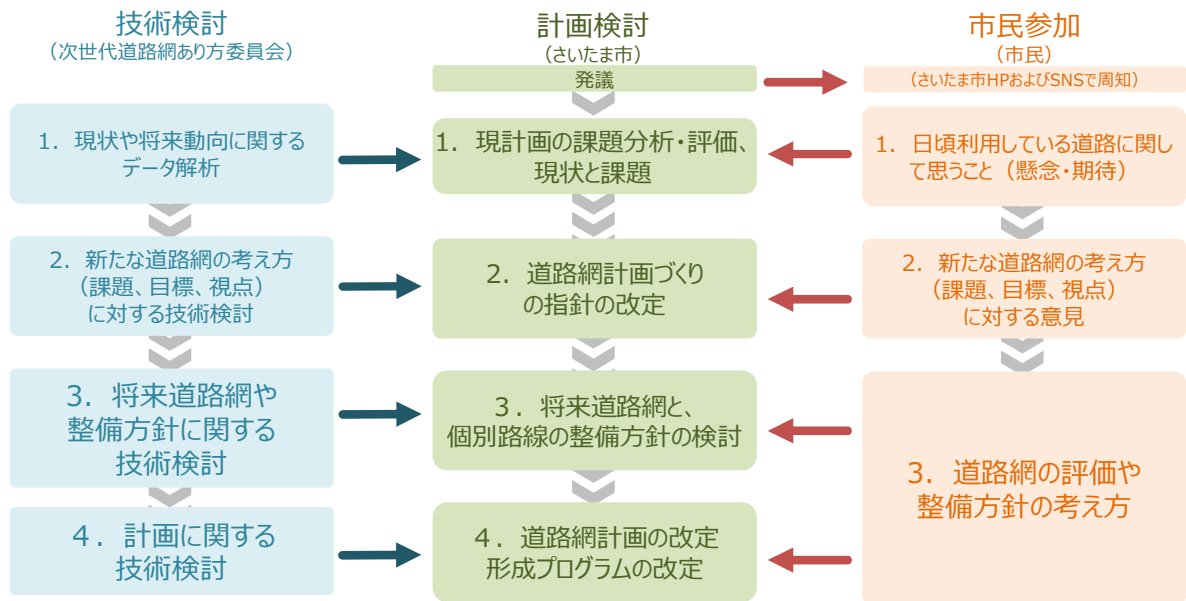 技術検討
（次世代道路網あり方委員会）
1．現状や将来動向に関する
データ解析
2．新たな道路網の考え方
（課題、目標、視点）
に対する技術検討
3．将来道路網や
整備方針に関する
技術検討
4．計画に関する
技術検討
計画検討
（さいたま市）
発議
1．現計画の課題分析・評価、
現状と課題
2．道路網計画づくり
の指針の改定
3．将来道路網と、
個別路線の整備方針の検討
4．道路網計画の改定
形成プログラムの改定
市民参加
（市民）
（さいたま市HPおよびSNSで周知）
1．日頃利用している道路に関し
て思うこと（懸念・期待）
2．新たな道路網の考え方
（課題、目標、視点）
に対する意見
3．道路網の評価や
整備方針の考え方